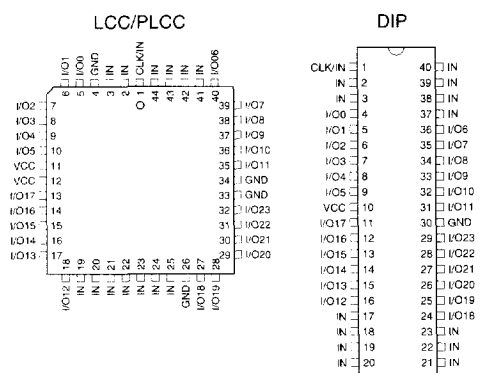 LCC/PLCC
I/O1 I/O0 GND IN IN CLK/IN IN IN IN IN I/O06
6 5 4 3 2 1 44 43 42 41 40
I/O2 7 39 I/O7
I/O3 8 38 I/O8
I/O4 9 37 I/O9
I/O5 10 36 I/O10
VCC 11 35 I/O11
VCC 12 34 GND
I/O17 13 33 GND
I/O16 14 32 I/O23
I/O15 15 31 I/O22
I/O14 16 30 I/O21
I/O13 17 29 I/O20
18 19 20 21 22 23 24 25 26 27 28
I/O12 IN IN IN IN IN IN IN GND I/O18 I/O19
DIP
CLK/IN 1 40 IN
IN 2 39 IN
IN 3 38 IN
I/O0 4 37 IN
I/O1 5 36 I/O6
I/O2 6 35 I/O7
I/O3 7 34 I/O8
I/O4 8 33 I/O9
I/O5 9 32 I/O10
VCC 10 31 I/O11
I/O17 11 30 GND
I/O16 12 29 I/O23
I/O15 13 28 I/O22
I/O14 14 27 I/O21
I/O13 15 26 I/O20
I/O12 16 25 I/O19
IN 17 24 I/O18
IN 18 23 IN
IN 19 22 IN
IN 20 21 IN